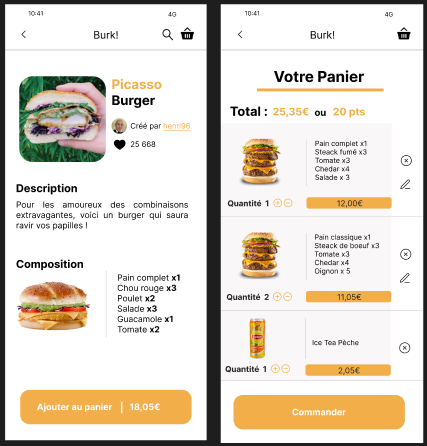 10:41
4G
Burk!
Picasso
Burger
Créé par henri96
25 668
Description
Pour les amoureux des combinaisons
extravagantes, voici un burger qui saura
ravir vos papilles !
Composition
Pain complet x1
Chou rouge x3
Poulet x2
Salade x3
Guacamole x1
Tomate x2
Ajouter au panier | 18,05€
10:41
4G
Burk!
Votre Panier
Total : 25,35€ ou 20 pts
Pain complet x1
Steack fumé x3
Tomate x3
Chedar x4
Salade x 3
Quantité 1
12,00€
Pain classique x1
Steack de boeuf x3
Tomate x3
Chedar x4
Oignon x 5
Quantité 2
11,05€
Ice Tea Pèche
Quantité 1
2,05€
Commander